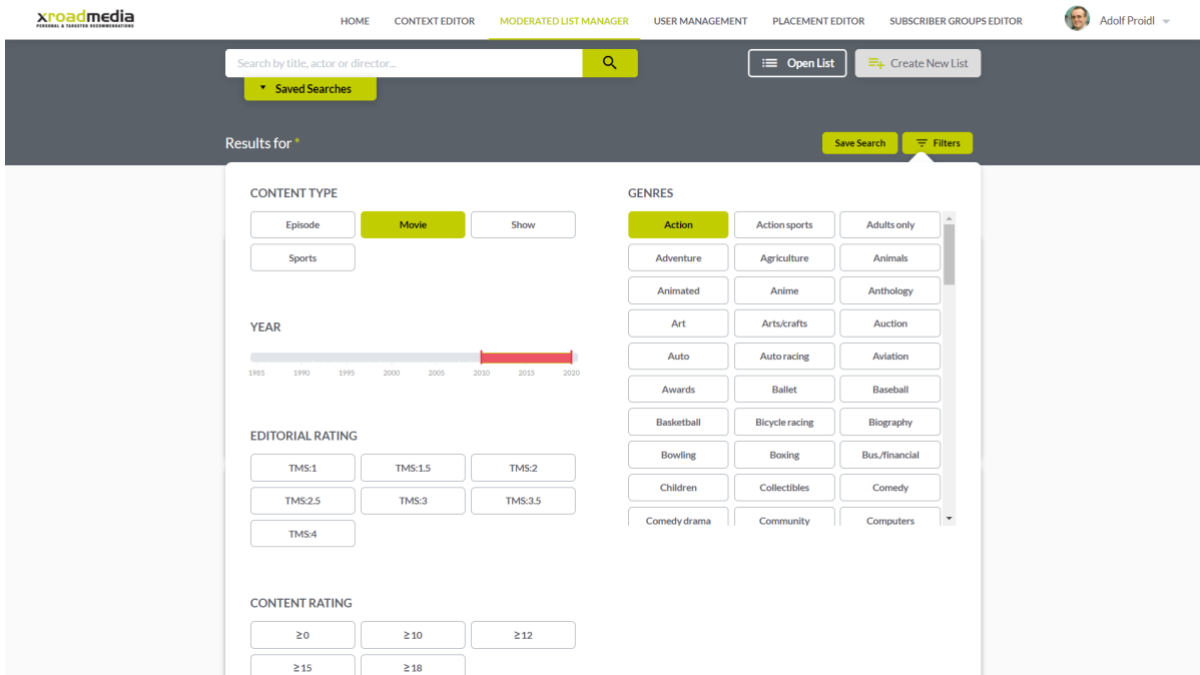 xroadmedia
PERSONAL & TARGETED RECOMMENDATIONS
HOME CONTEXT EDITOR MODERATED LIST MANAGER USER MANAGEMENT PLACEMENT EDITOR SUBSCRIBER GROUPS EDITOR Adolf Proidl
Search by title, actor or director...
Open List Create New List
Saved Searches
Results for *
Save Search Filters
CONTENT TYPE
Episode Movie Show
Sports
YEAR
1985 1990 1995 2000 2005 2010 2015 2020
EDITORIAL RATING
TMS:1 TMS:1.5 TMS:2
TMS:2.5 TMS:3 TMS:3.5
TMS:4
CONTENT RATING
≥0 ≥10 ≥12
≥15 ≥18
GENRES
Action Action sports Adults only
Adventure Agriculture Animals
Animated Anime Anthology
Art Arts/crafts Auction
Auto Auto racing Aviation
Awards Ballet Baseball
Basketball Bicycle racing Biography
Bowling Boxing Bus./financial
Children Collectibles Comedy
Comedy drama Community Computers